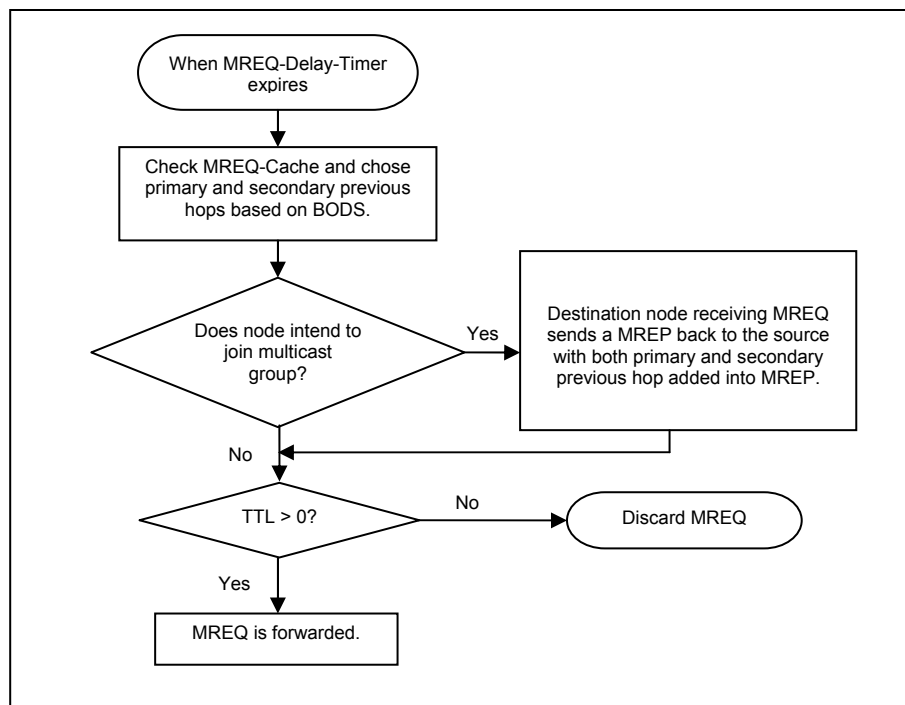 When MREQ-Delay-Timer
expires
Check MREQ-Cache and chose
primary and secondary previous
hops based on BODS.
Does node intend to
join multicast
group?
Yes
Destination node receiving MREQ
sends a MREP back to the source
with both primary and secondary
previous hop added into MREP.
No
TTL > 0?
No
Discard MREQ
Yes
MREQ is forwarded.